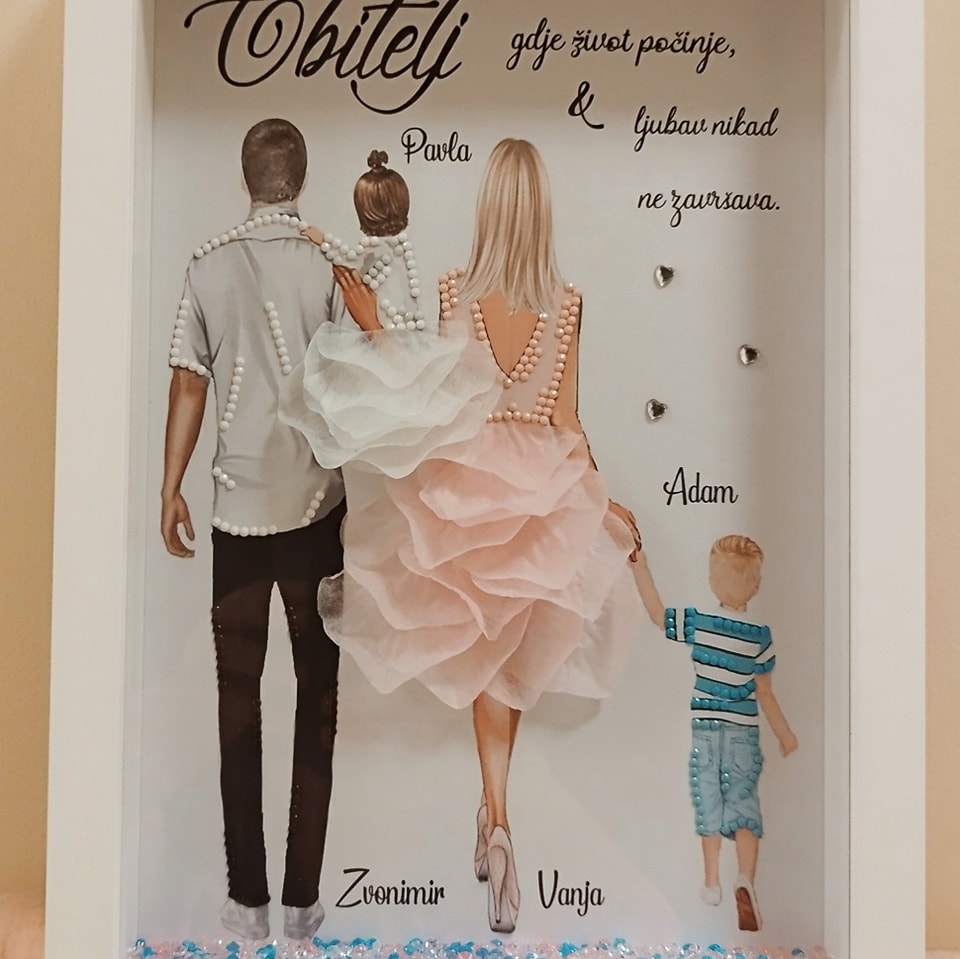 Obitelj
gdje život počinje,
&
ljubav nikad
ne završava.
Pavla
Adam
Zvonimir
Vanja